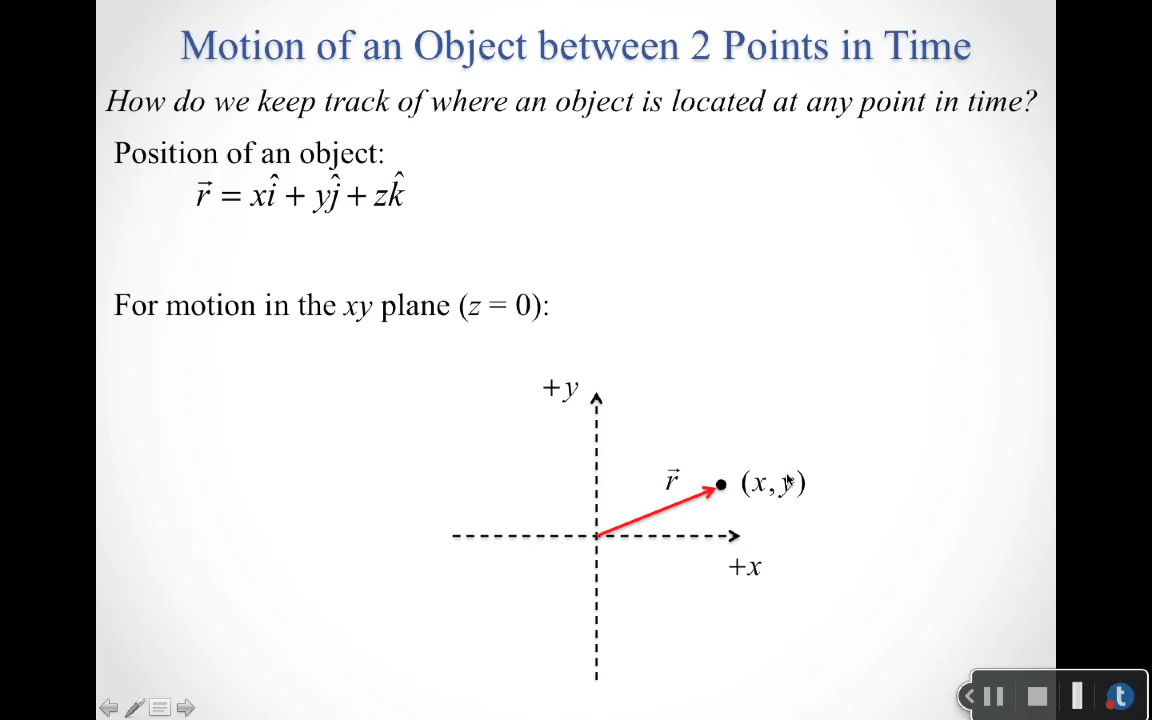 Motion of an Object between 2 Points in Time
How do we keep track of where an object is located at any point in time?
Position of an object:
r⃗ = xî + yĵ + zk̂
For motion in the xy plane (z = 0):
+y
r⃗
(x, y)
+x
t